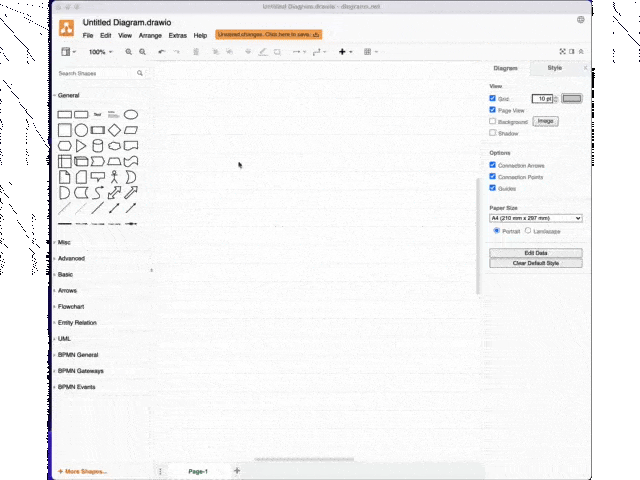 Untitled Diagram.drawio - diagrams.net
Untitled Diagram.drawio
File Edit View Arrange Extras Help
Unsaved changes. Click here to save.
100%
Search Shapes
Diagram
Style
General
Text
View
Grid
10 pt
Page View
Background
Image
Shadow
Options
Connection Arrows
Connection Points
Guides
Paper Size
A4 (210 mm x 297 mm)
Portrait
Landscape
Edit Data
Clear Default Style
Misc
Advanced
Basic
Arrows
Flowchart
Entity Relation
UML
BPMN General
BPMN Gateways
BPMN Events
+ More Shapes...
Page-1